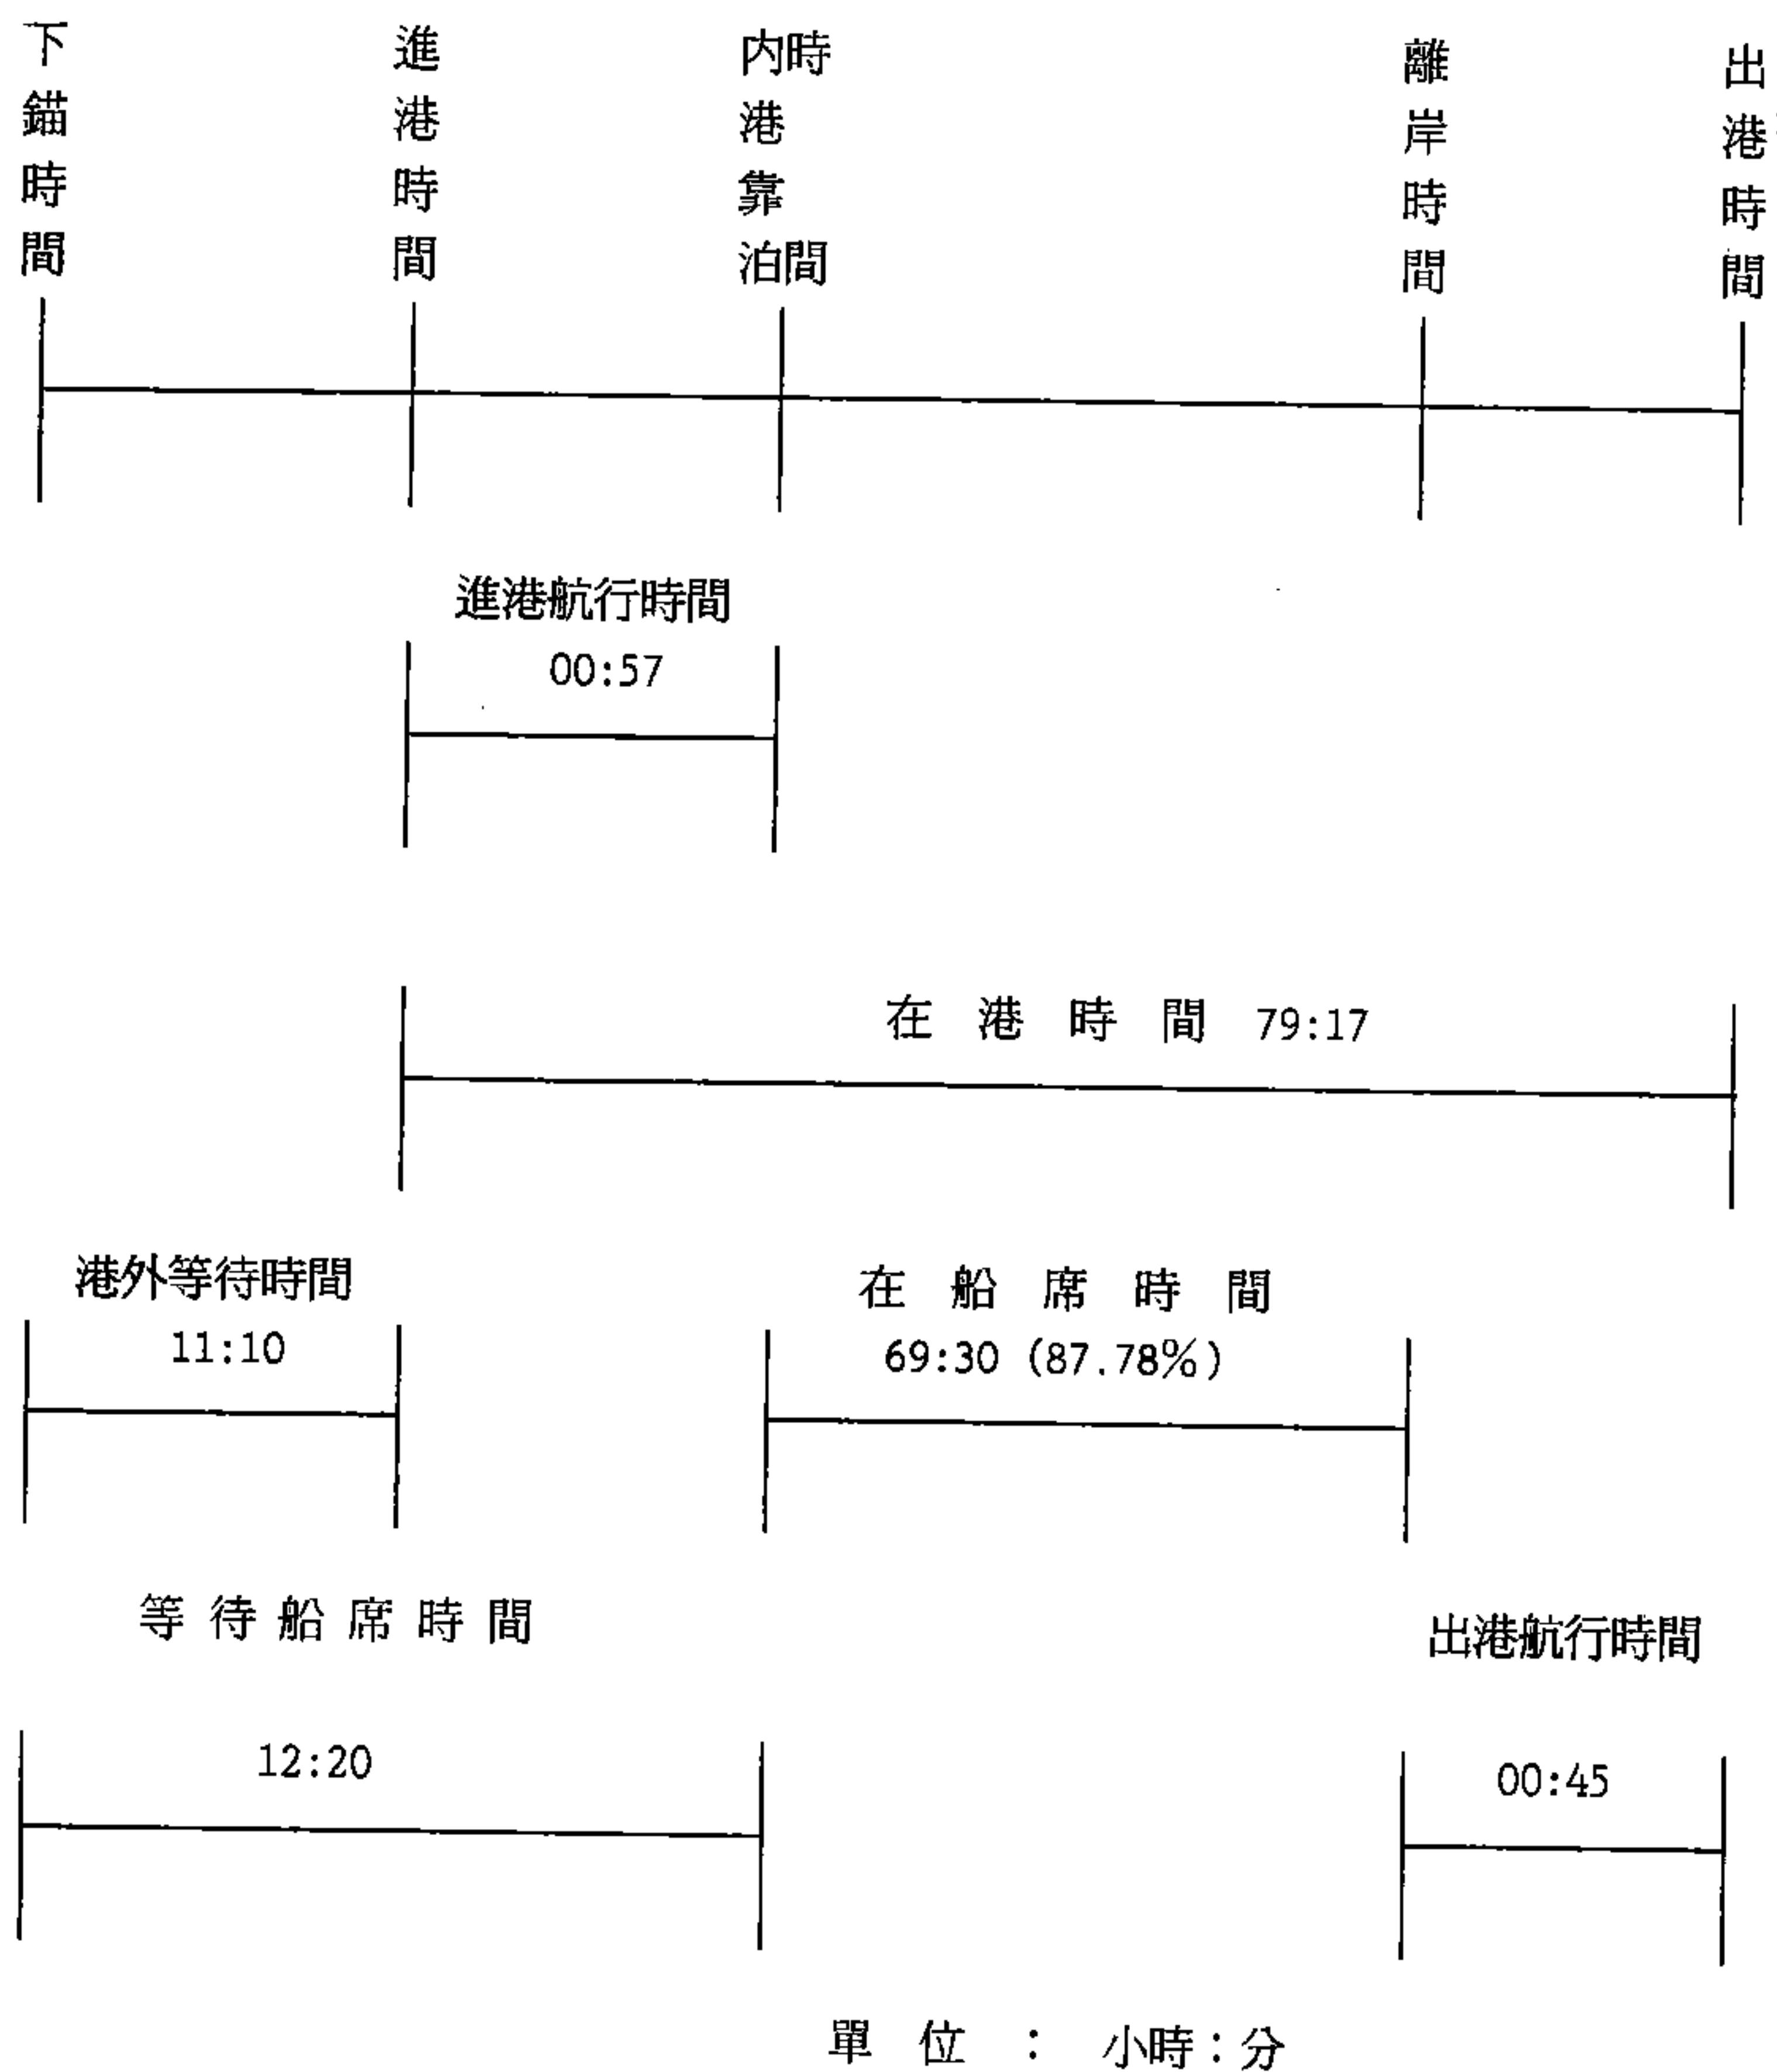 下錨時間
進港時間
内港靠泊時間
離岸時間
出港時間
進港航行時間
00:57
在港時間 79:17
港外等待時間
11:10
在船席時間
69:30 (87.78%)
等待船席時間
12:20
出港航行時間
00:45
單位：小時：分